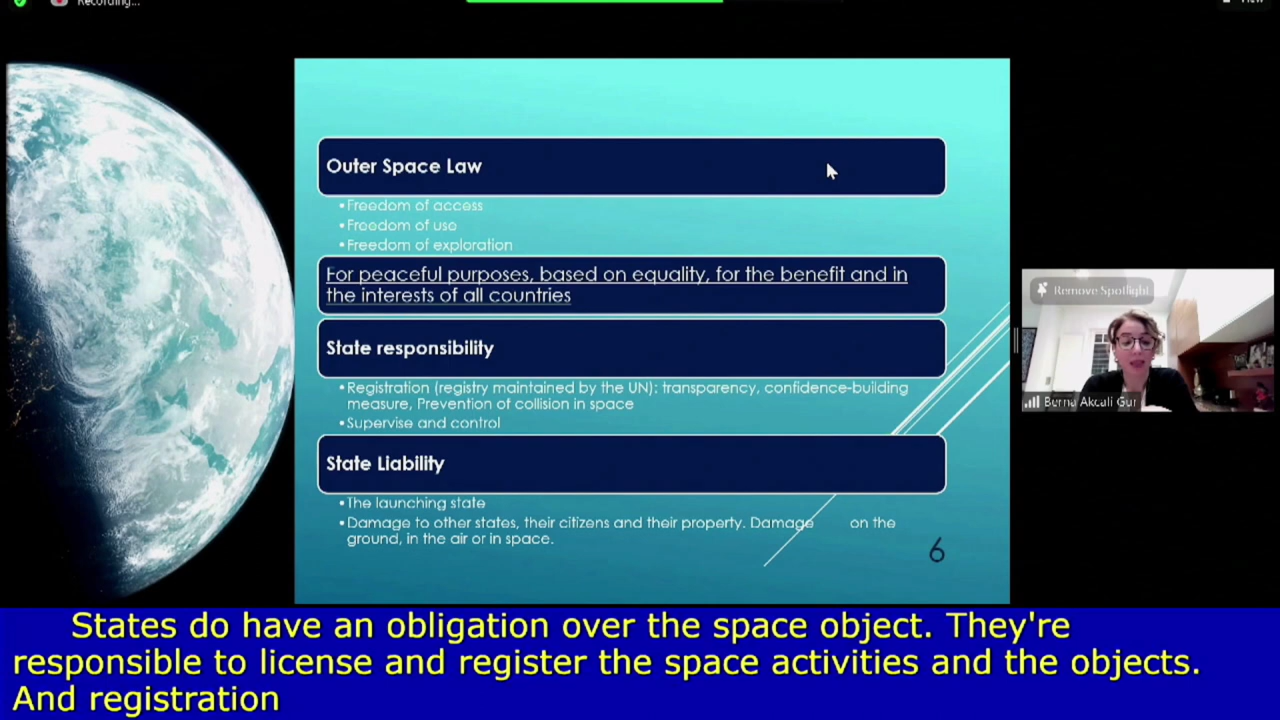 Recording...
View
Outer Space Law
•Freedom of access
•Freedom of use
•Freedom of exploration
For peaceful purposes, based on equality, for the benefit and in
the interests of all countries
State responsibility
•Registration (registry maintained by the UN): transparency, confidence-building
measure, Prevention of collision in space
•Supervise and control
State Liability
•The launching state
•Damage to other states, their citizens and their property. Damage on the
ground, in the air or in space.
6
Remove Spotlight
Berna Akcali Gur
States do have an obligation over the space object. They're
responsible to license and register the space activities and the objects.
And registration